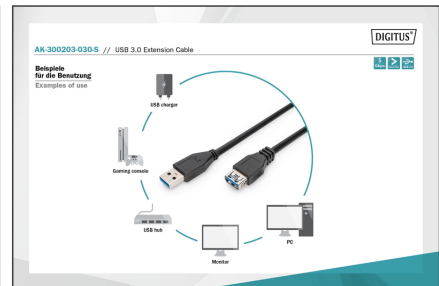 DIGITUS®
AK-300203-030-S // USB 3.0 Extension Cable
Beispiele
für die Benutzung
Examples of use
USB charger
Gaming console
USB hub
Monitor
PC